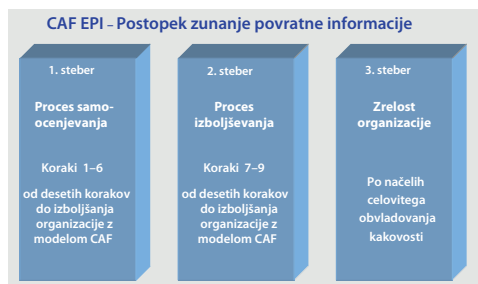 CAF EPI – Postopek zunanje povratne informacije
1. steber
Proces samo-
ocenjevanja
Koraki 1–6
od desetih korakov
do izboljšanja
organizacije z
modelom CAF
2. steber
Proces
izboljševanja
Koraki 7–9
od desetih korakov
do izboljšanja
organizacije z
modelom CAF
3. steber
Zrelost
organizacije
Po načelih
celovitega
obvladovanja
kakovosti